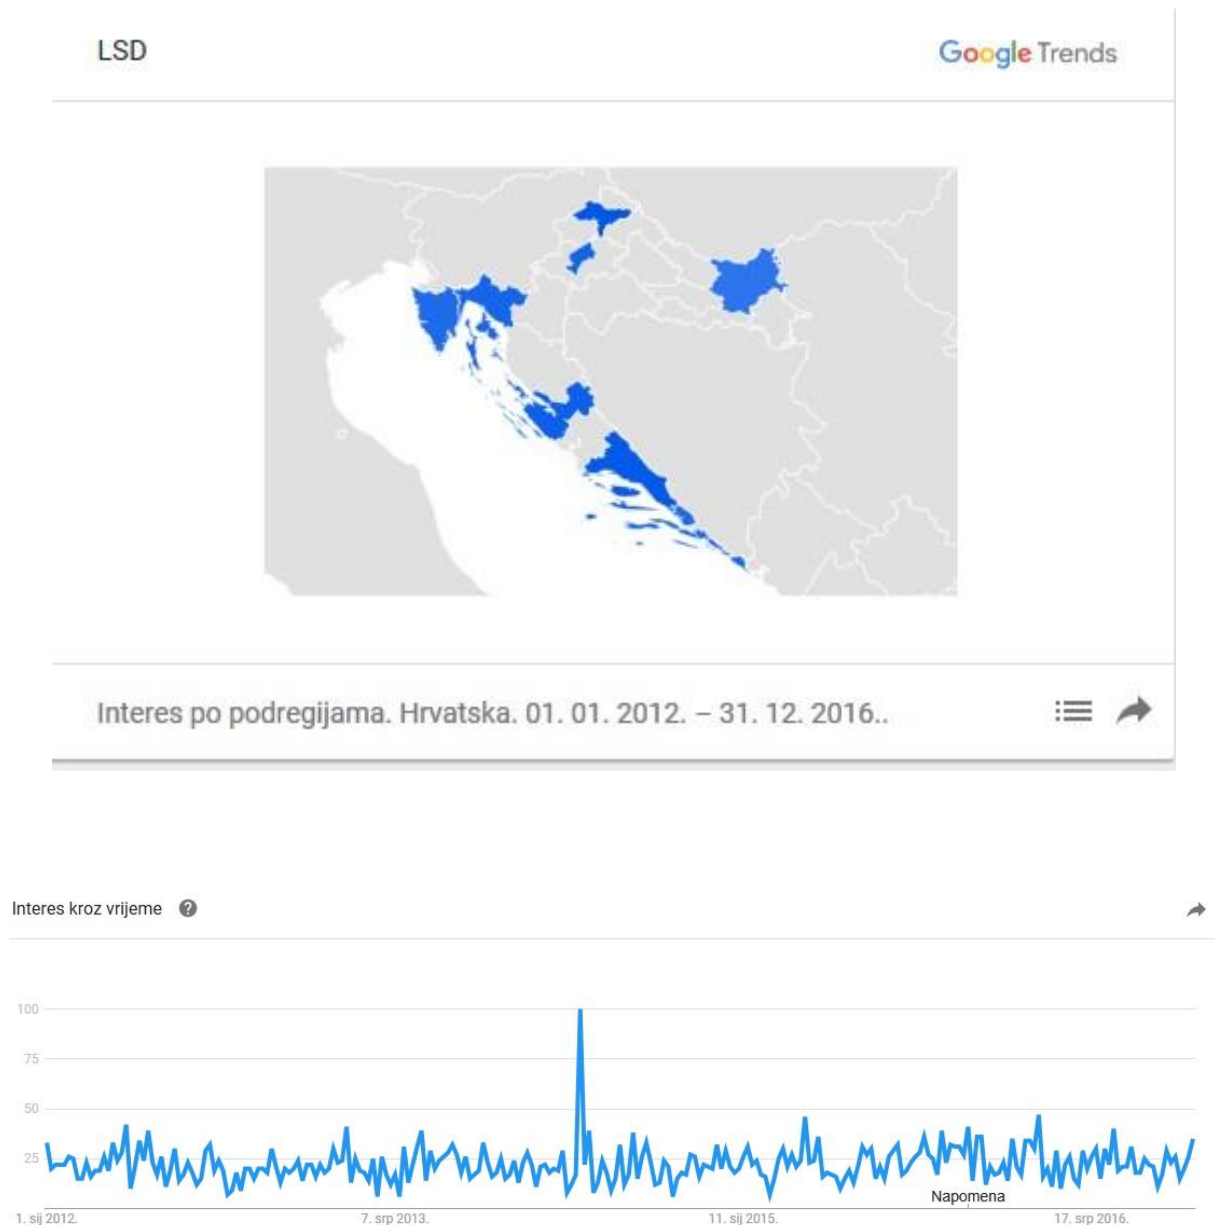 LSD
Google Trends
Interes po podregijama. Hrvatska. 01. 01. 2012. – 31. 12. 2016..
Interes kroz vrijeme ?
100
75
50
25
Napomena
1. sij 2012.
7. srp 2013.
11. sij 2015.
17. srp 2016.